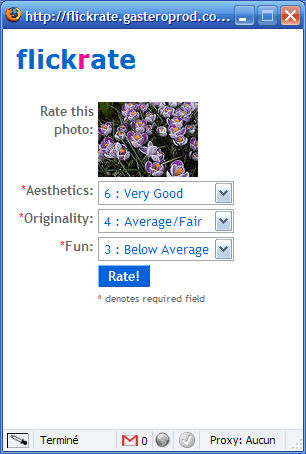 http://flickrate.gasteroprod.co...
flickrate
Rate this
photo:
*Aesthetics: 6 : Very Good
*Originality: 4 : Average/Fair
*Fun: 3 : Below Average
Rate!
* denotes required field
Terminé 0 Proxy: Aucun